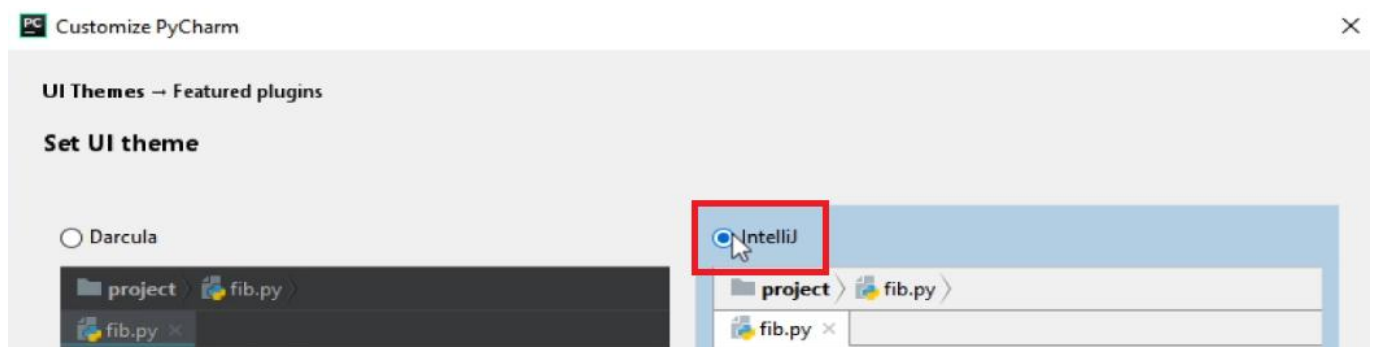 PC Customize PyCharm
UI Themes → Featured plugins
Set UI theme
Darcula
IntelliJ
project fib.py
project fib.py
fib.py
fib.py